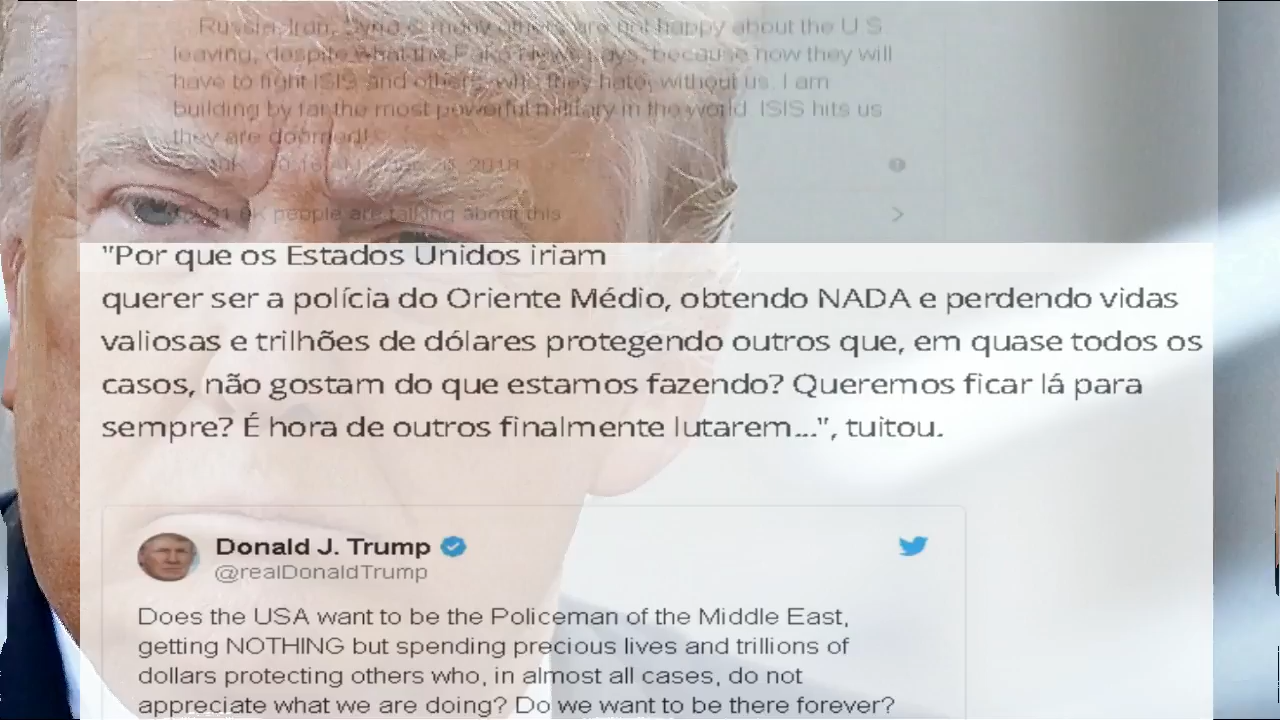 Russia, Iran, Syria & many others are not happy about the U.S.
leaving, despite what the Fake News says, because now they will
have to fight ISIS and others, who they hate, without us. I am
building by far the most powerful military in the world. ISIS hits us
they are doomed!
10:16 AM 2018
people are talking about this
"Por que os Estados Unidos iriam
querer ser a polícia do Oriente Médio, obtendo NADA e perdendo vidas
valiosas e trilhões de dólares protegendo outros que, em quase todos os
casos, não gostam do que estamos fazendo? Queremos ficar lá para
sempre? É hora de outros finalmente lutarem...", tuitou.
Donald J. Trump
@realDonaldTrump
Does the USA want to be the Policeman of the Middle East,
getting NOTHING but spending precious lives and trillions of
dollars protecting others who, in almost all cases, do not
appreciate what we are doing? Do we want to be there forever?